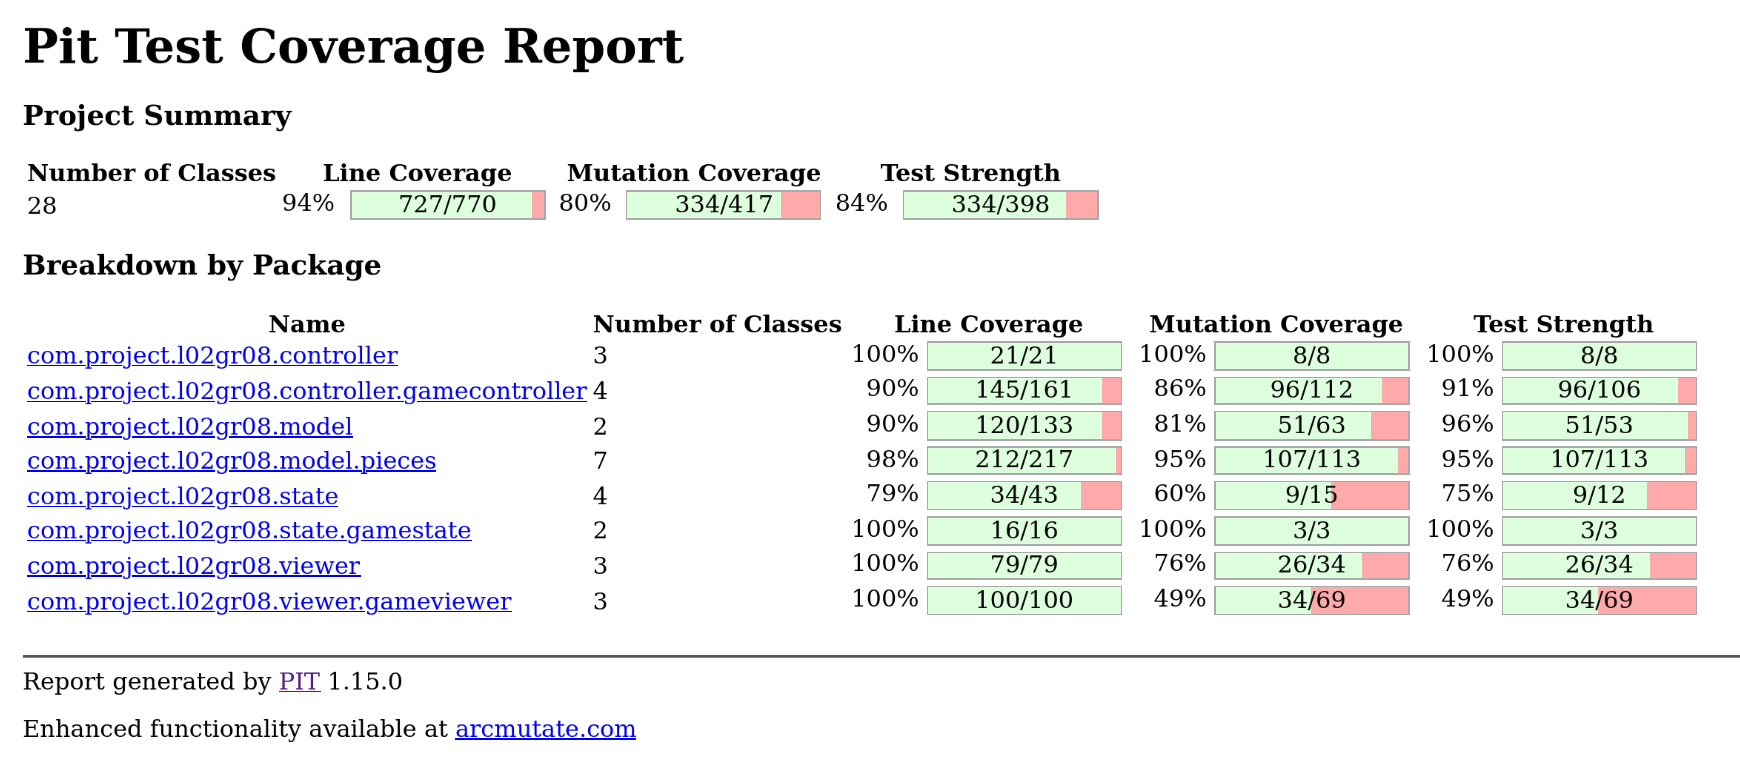 Pit Test Coverage Report
Project Summary
Number of Classes Line Coverage Mutation Coverage Test Strength
28 94% 727/770 80% 334/417 84% 334/398
Breakdown by Package
Name Number of Classes Line Coverage Mutation Coverage Test Strength
com.project.l02gr08.controller 3 100% 21/21 100% 8/8 100% 8/8
com.project.l02gr08.controller.gamecontroller 4 90% 145/161 86% 96/112 91% 96/106
com.project.l02gr08.model 2 90% 120/133 81% 51/63 96% 51/53
com.project.l02gr08.model.pieces 7 98% 212/217 95% 107/113 95% 107/113
com.project.l02gr08.state 4 79% 34/43 60% 9/15 75% 9/12
com.project.l02gr08.state.gamestate 2 100% 16/16 100% 3/3 100% 3/3
com.project.l02gr08.viewer 3 100% 79/79 76% 26/34 76% 26/34
com.project.l02gr08.viewer.gameviewer 3 100% 100/100 49% 34/69 49% 34/69
Report generated by PIT 1.15.0
Enhanced functionality available at arcmutate.com